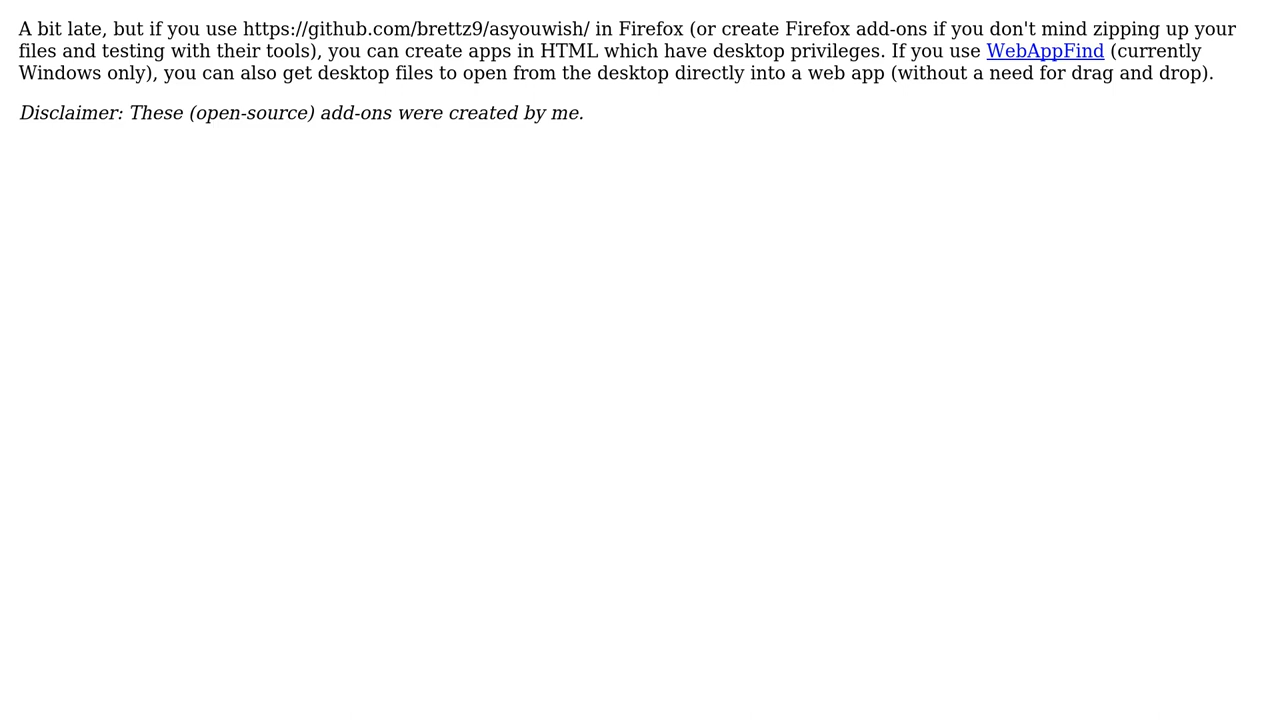 A bit late, but if you use https://github.com/brettz9/asyouwish/ in Firefox (or create Firefox add-ons if you don't mind zipping up your
files and testing with their tools), you can create apps in HTML which have desktop privileges. If you use WebAppFind (currently
Windows only), you can also get desktop files to open from the desktop directly into a web app (without a need for drag and drop).
Disclaimer: These (open-source) add-ons were created by me.